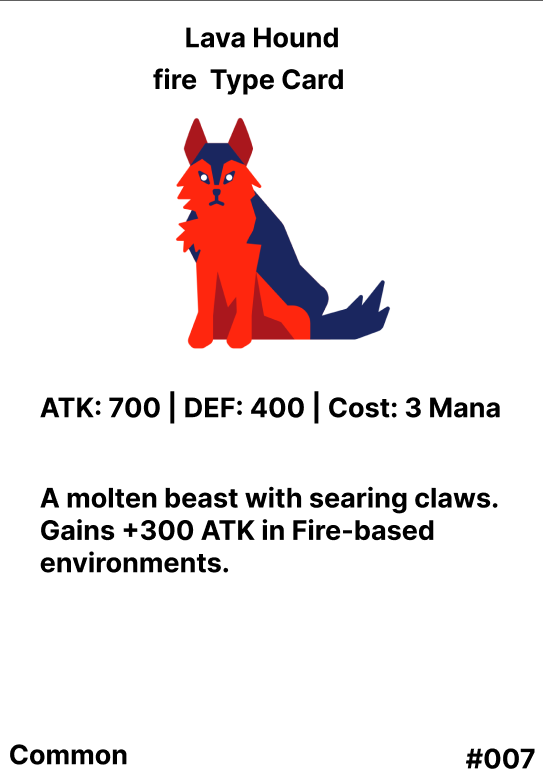 Lava Hound
fire Type Card
ATK: 700 | DEF: 400 | Cost: 3 Mana
A molten beast with searing claws.
Gains +300 ATK in Fire-based
environments.
Common
#007